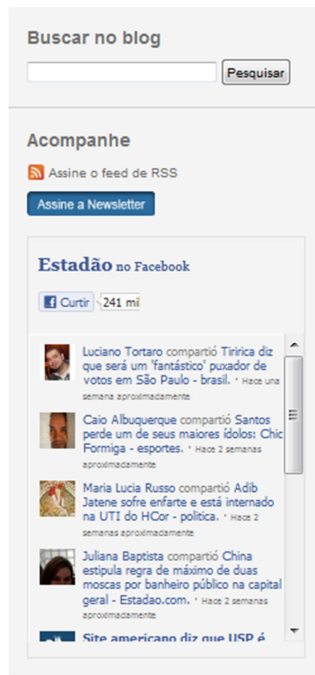 Buscar no blog
Pesquisar
Acompanhe
Assine o feed de RSS
Assine a Newsletter
Estadão no Facebook
Curtir 241 mil
Luciano Tortaro compartió Tiririca diz
que será um 'fantástico' puxador de
votos em São Paulo - brasil. · Hace una
semana aproximadamente
Caio Albuquerque compartió Santos
perde um de seus maiores ídolos: Chic
Formiga - esportes. · Hace 2 semanas
aproximadamente
Maria Lucia Russo compartió Adib
Jatene sofre enfarte e está internado
na UTI do HCor - politica. · Hace 2
semanas aproximadamente
Juliana Baptista compartió China
estipula regra de máximo de duas
moscas por banheiro público na capital
geral - Estadao.com. · Hace 2 semanas
aproximadamente
Site americano diz que USP é